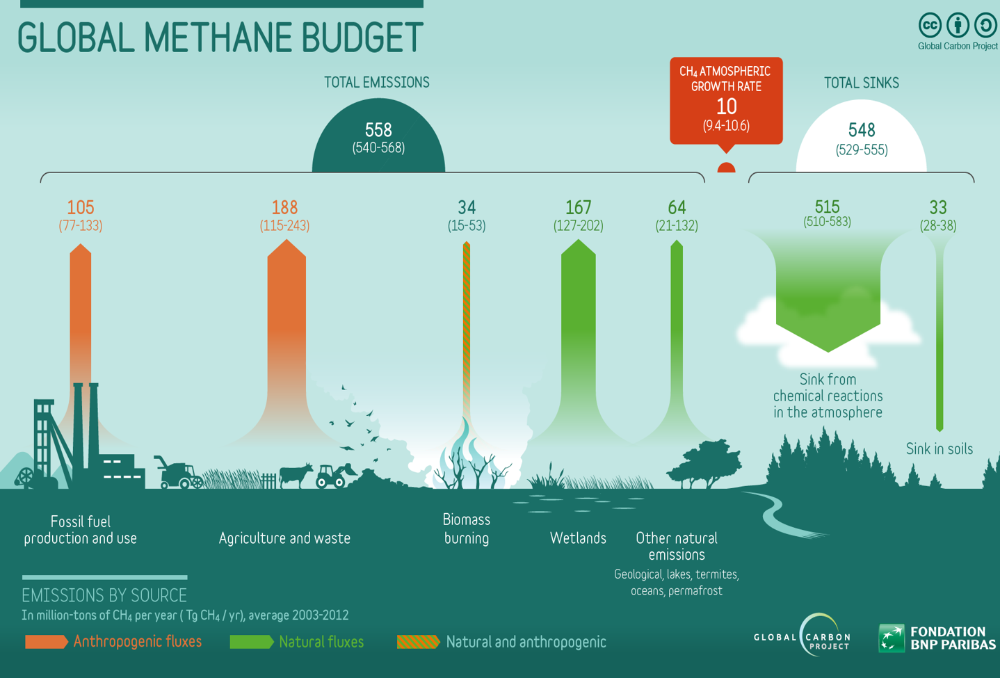 GLOBAL METHANE BUDGET
cc
Global Carbon Project
TOTAL EMISSIONS
558
(540-568)
CH₄ ATMOSPHERIC
GROWTH RATE
10
(9.4-10.6)
TOTAL SINKS
548
(529-555)
105
(77-133)
188
(115-243)
34
(15-53)
167
(127-202)
64
(21-132)
515
(510-583)
33
(28-38)
Sink from
chemical reactions
in the atmosphere
Sink in soils
Fossil fuel
production and use
Agriculture and waste
Biomass
burning
Wetlands
Other natural
emissions
Geological, lakes, termites,
oceans, permafrost
EMISSIONS BY SOURCE
In million-tons of CH₄ per year ( Tg CH₄ / yr), average 2003-2012
Anthropogenic fluxes
Natural fluxes
Natural and anthropogenic
GLOBAL CARBON
PROJECT
FONDATION
BNP PARIBAS